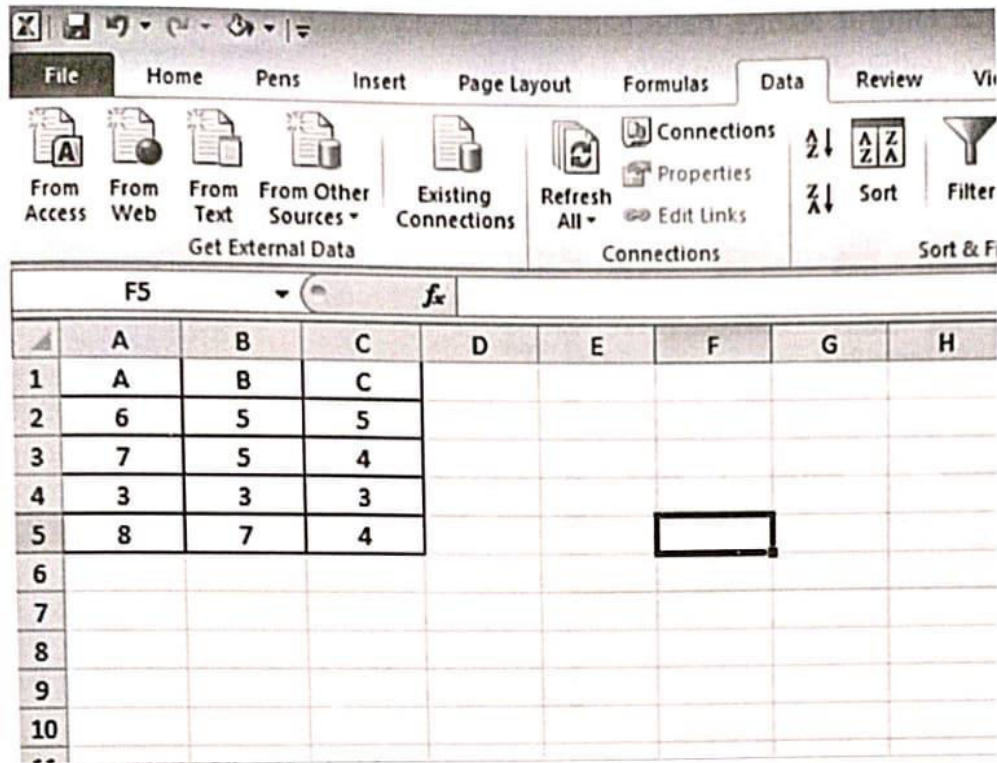 File Home Pens Insert Page Layout Formulas Data Review
From Access
From Web
From Text
From Other Sources
Existing Connections
Refresh All
Connections
Properties
Edit Links
Sort
Filter
Get External Data
Connections
Sort &
F5 fx
A B C D E F G H
1 A B C
2 6 5 5
3 7 5 4
4 3 3 3
5 8 7 4
6
7
8
9
10